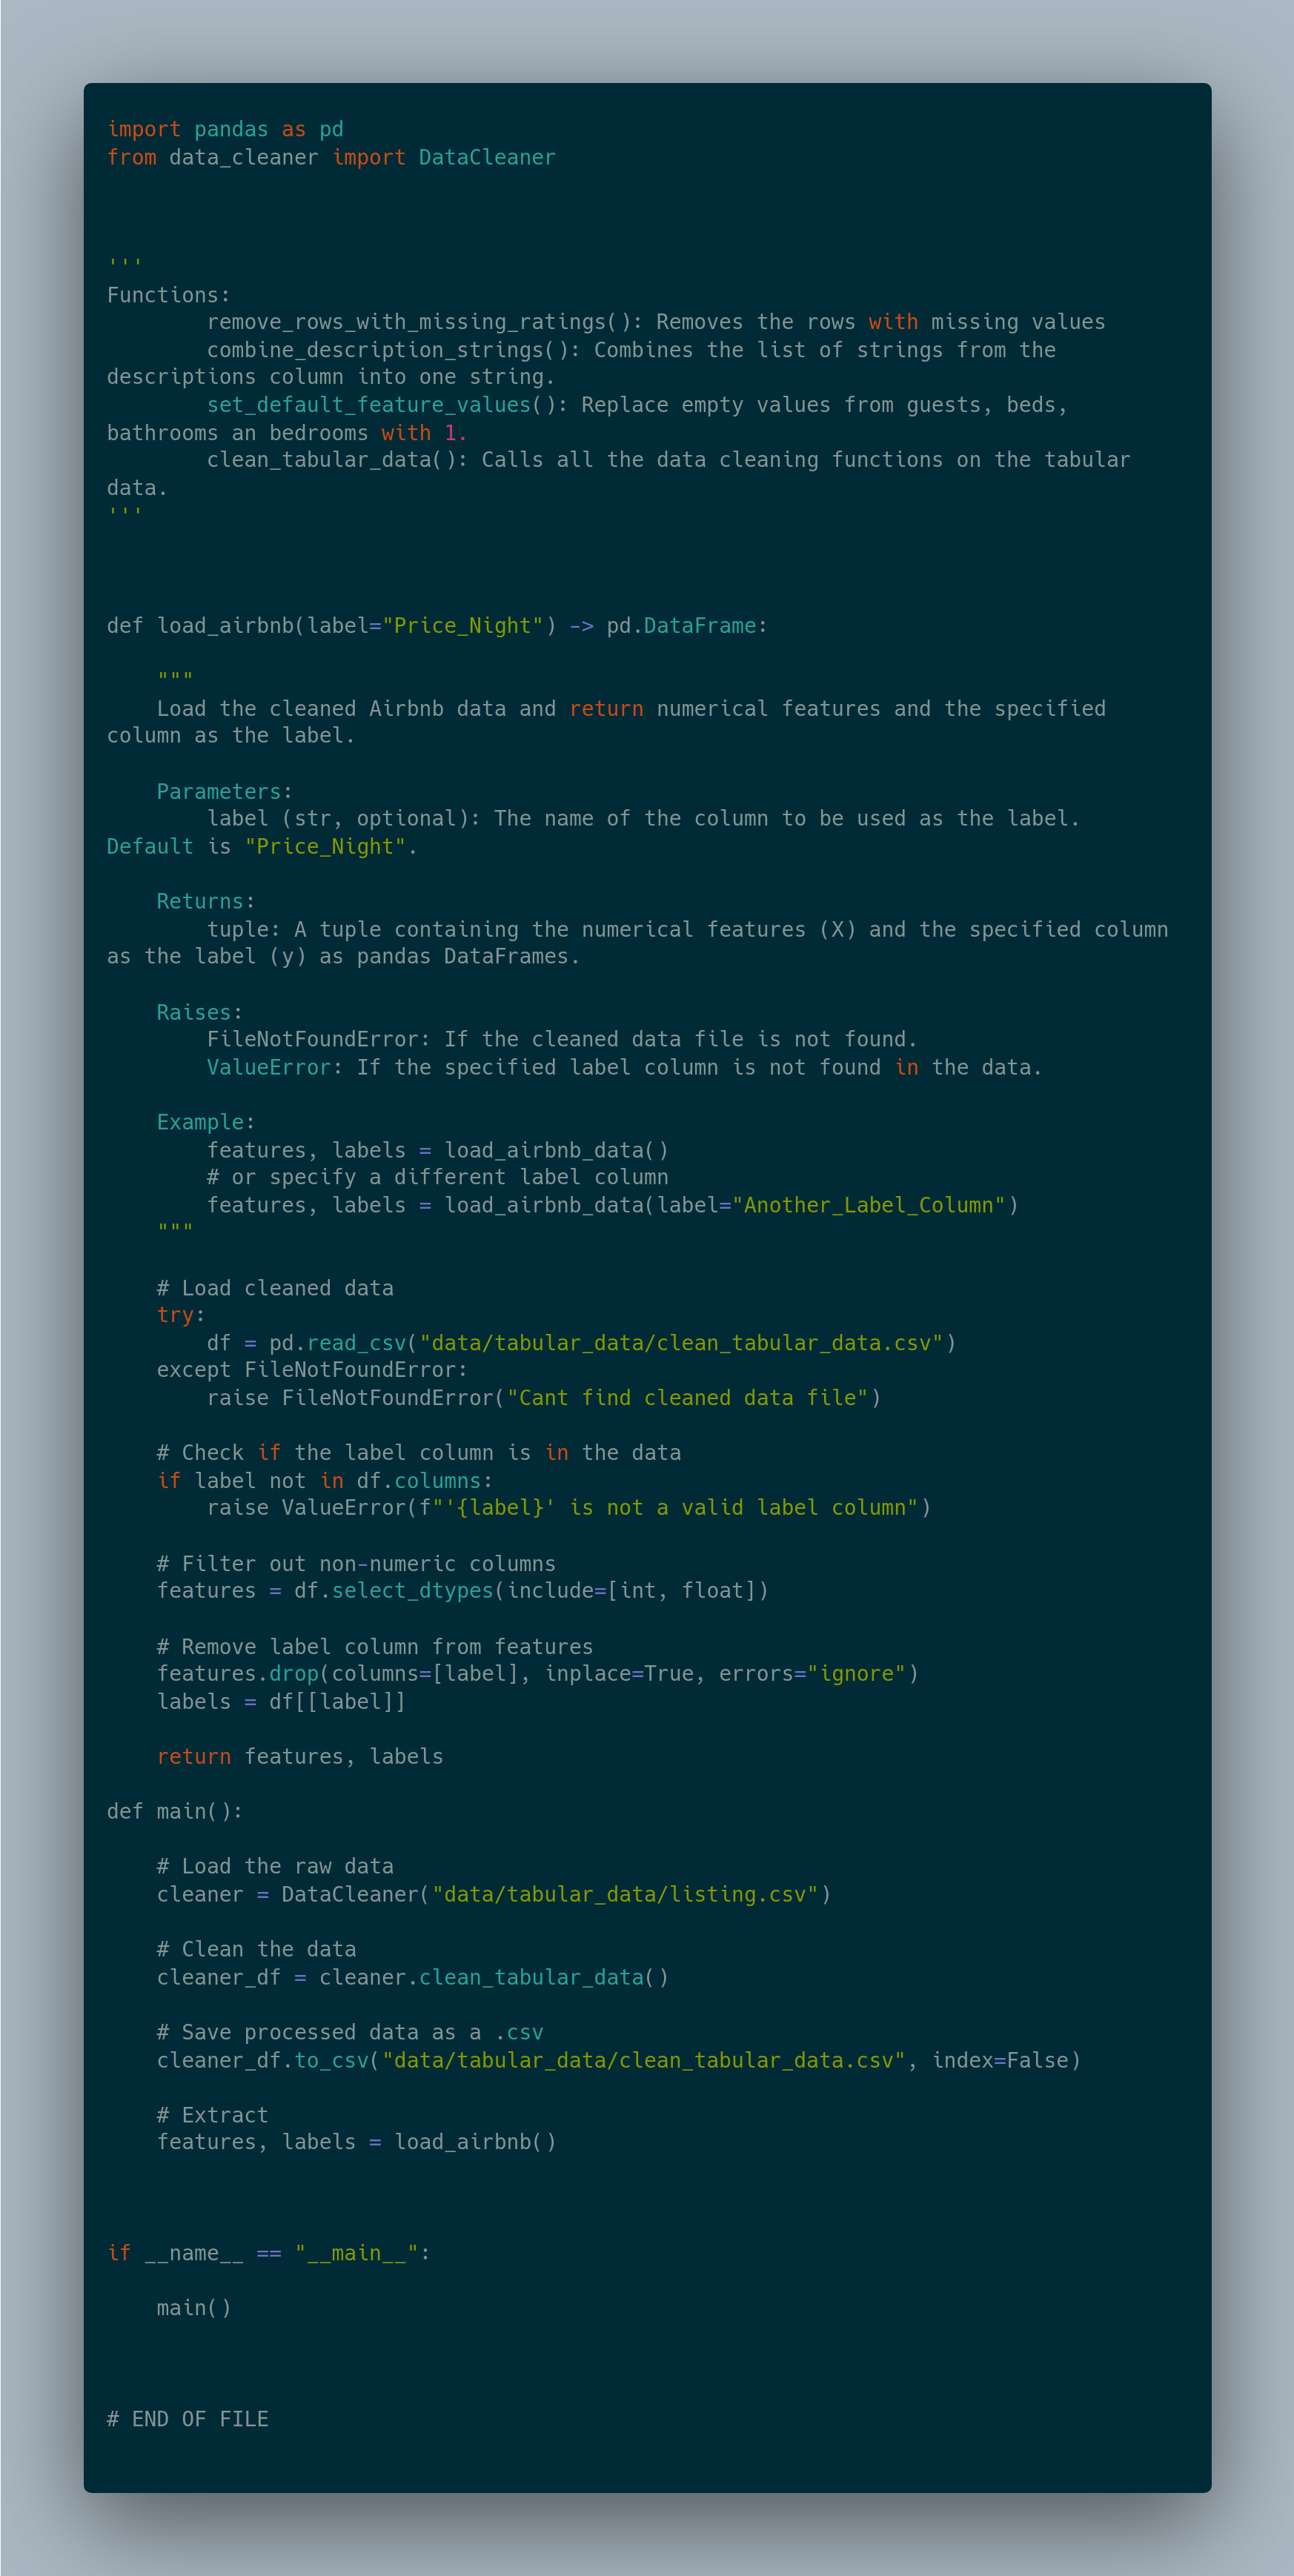 import pandas as pd
from data_cleaner import DataCleaner
'''
Functions:
        remove_rows_with_missing_ratings(): Removes the rows with missing values
        combine_description_strings(): Combines the list of strings from the
descriptions column into one string.
        set_default_feature_values(): Replace empty values from guests, beds,
bathrooms an bedrooms with 1.
        clean_tabular_data(): Calls all the data cleaning functions on the tabular
data.
'''
def load_airbnb(label="Price_Night") -> pd.DataFrame:
    """
    Load the cleaned Airbnb data and return numerical features and the specified
column as the label.
    Parameters:
        label (str, optional): The name of the column to be used as the label.
Default is "Price_Night".
    Returns:
        tuple: A tuple containing the numerical features (X) and the specified column
as the label (y) as pandas DataFrames.
    Raises:
        FileNotFoundError: If the cleaned data file is not found.
        ValueError: If the specified label column is not found in the data.
    Example:
        features, labels = load_airbnb_data()
        # or specify a different label column
        features, labels = load_airbnb_data(label="Another_Label_Column")
    """
    # Load cleaned data
    try:
        df = pd.read_csv("data/tabular_data/clean_tabular_data.csv")
    except FileNotFoundError:
        raise FileNotFoundError("Cant find cleaned data file")
    # Check if the label column is in the data
    if label not in df.columns:
        raise ValueError(f"'{label}' is not a valid label column")
    # Filter out non-numeric columns
    features = df.select_dtypes(include=[int, float])
    # Remove label column from features
    features.drop(columns=[label], inplace=True, errors="ignore")
    labels = df[[label]]
    return features, labels
def main():
    # Load the raw data
    cleaner = DataCleaner("data/tabular_data/listing.csv")
    # Clean the data
    cleaner_df = cleaner.clean_tabular_data()
    # Save processed data as a .csv
    cleaner_df.to_csv("data/tabular_data/clean_tabular_data.csv", index=False)
    # Extract
    features, labels = load_airbnb()
if __name__ == "__main__":
    main()
# END OF FILE